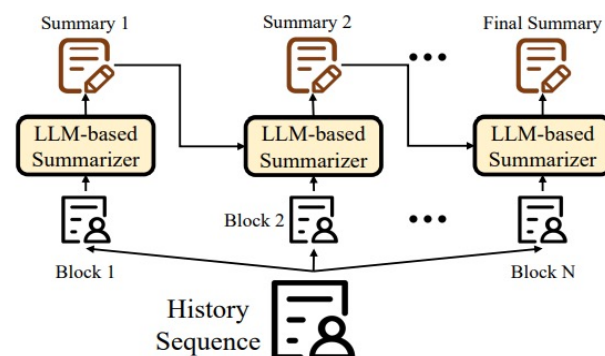 Summary 1
Summary 2
Final Summary
LLM-based
Summarizer
LLM-based
Summarizer
LLM-based
Summarizer
Block 1
Block 2
Block N
History
Sequence